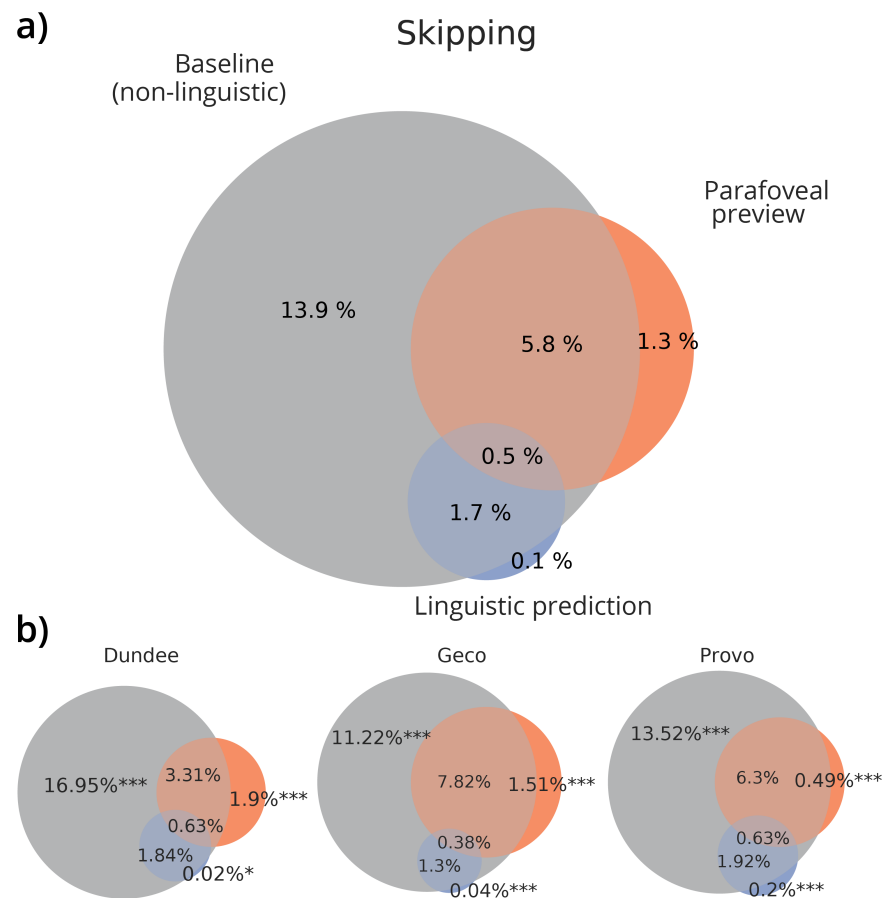 a)
Skipping
Baseline
(non-linguistic)
Parafoveal
preview
13.9 %
5.8 %
1.3 %
0.5 %
1.7 %
0.1 %
Linguistic prediction
b)
Dundee
Geco
Provo
16.95%***
3.31%
1.9%***
0.63%
1.84%
0.02%*
11.22%***
7.82%
1.51%***
0.38%
1.3%
0.04%***
13.52%***
6.3%
0.49%***
0.63%
1.92%
0.2%***